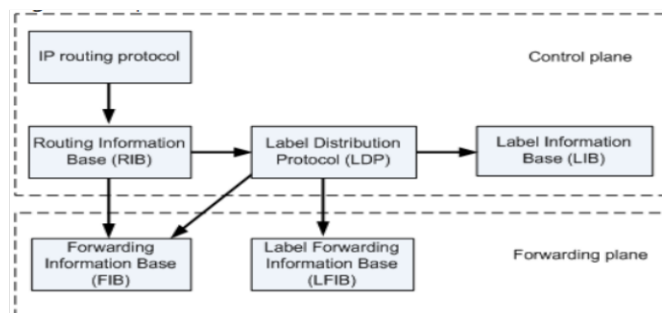 IP routing protocol
Control plane
Routing Information
Base (RIB)
Label Distribution
Protocol (LDP)
Label Information
Base (LIB)
Forwarding
Information Base
(FIB)
Label Forwarding
Information Base
(LFIB)
Forwarding plane